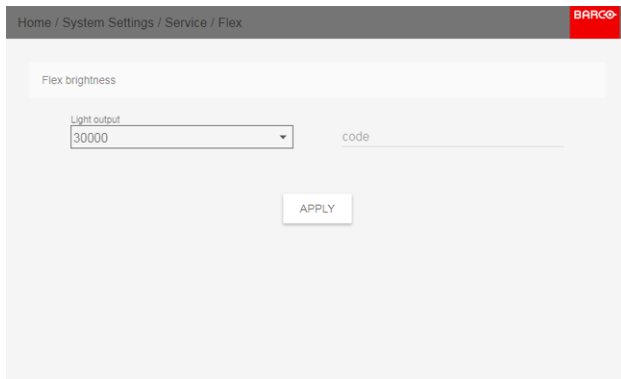 Home / System Settings / Service / Flex
BARCO
Flex brightness
Light output
30000
code
APPLY